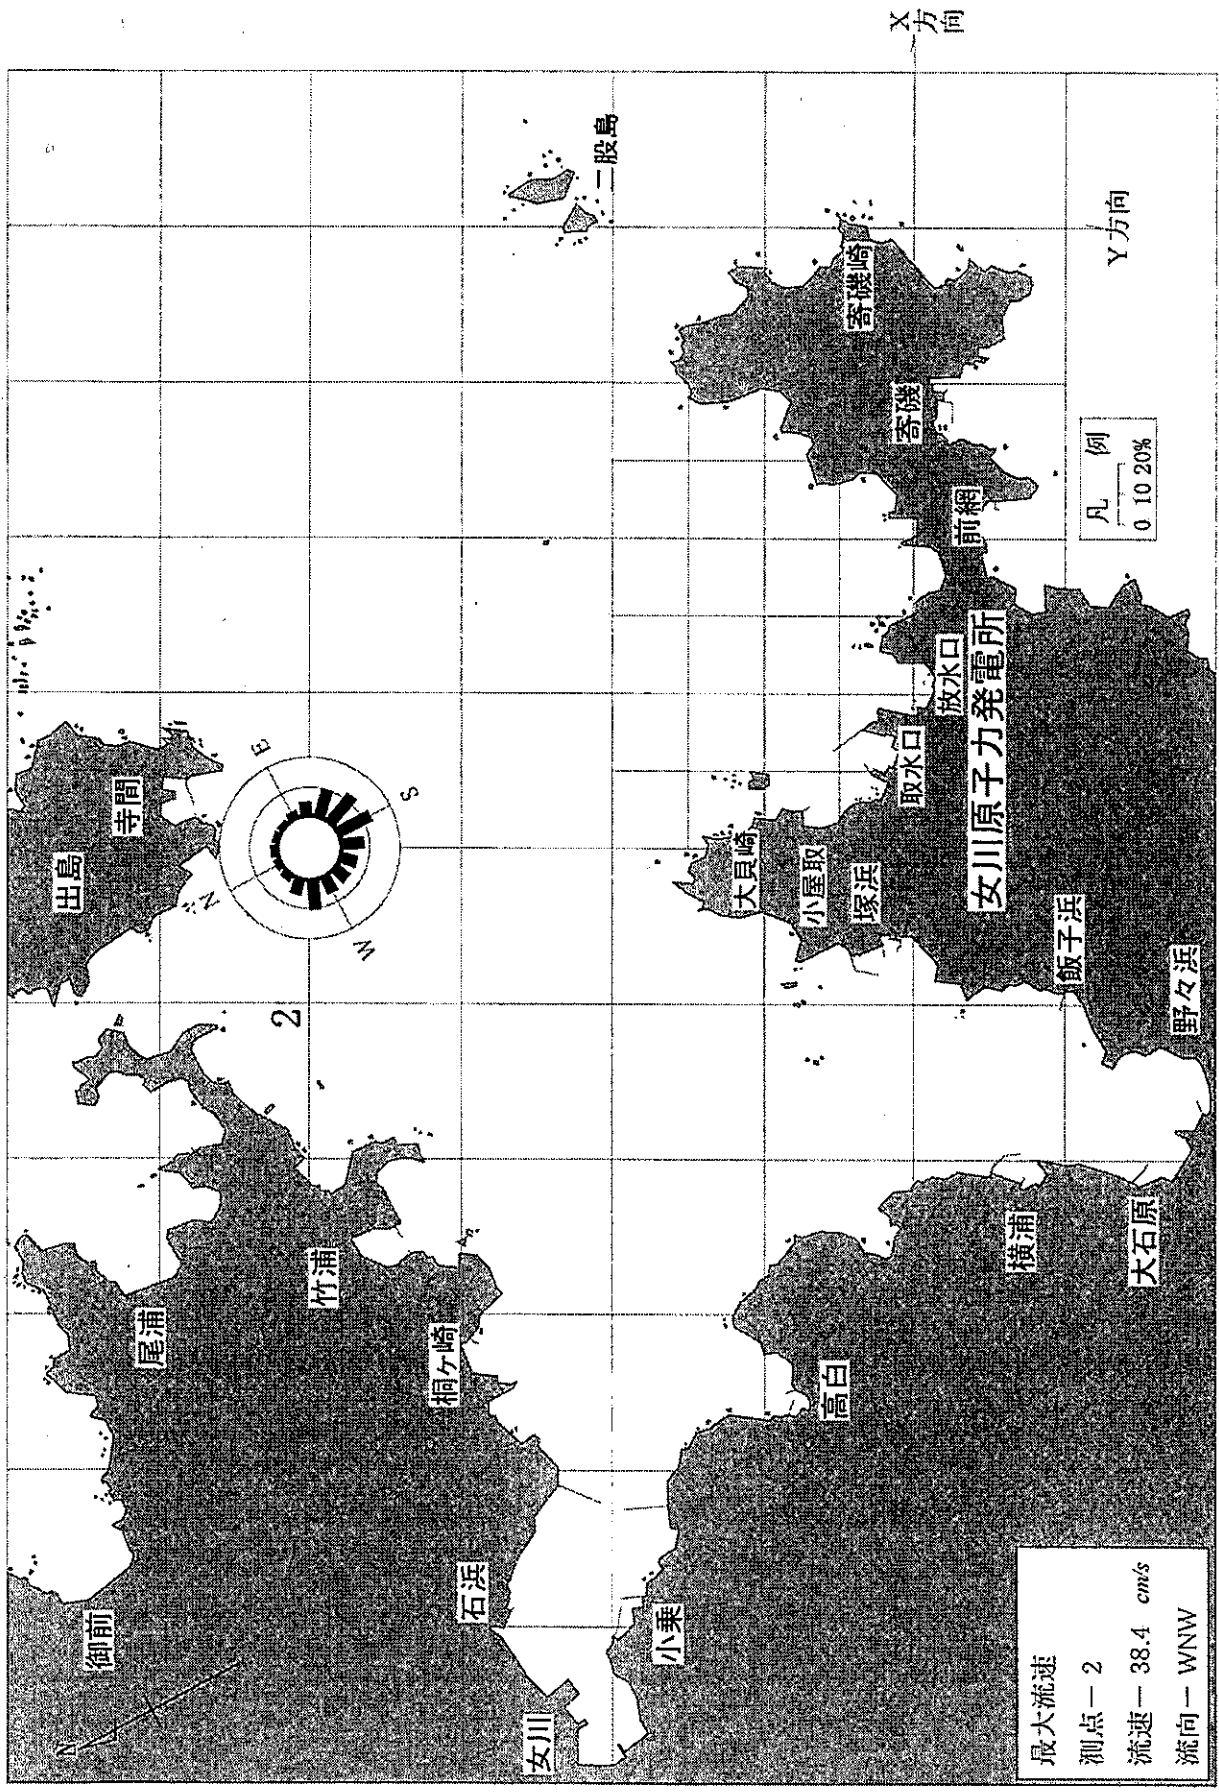 X方向
Y方向
二股島
寄磯崎
寄磯
前網
凡 例
0 10 20%
放水口
女川原子力発電所
取水口
大貝崎
小屋取
塚浜
飯子浜
野々浜
出島
寺間
N
E
S
W
2
尾浦
竹浦
桐ケ崎
御前
石浜
女川
小乗
高白
横浦
大石原
N
最大流速
測点－2
流速－38.4 cm/s
流向－WNW